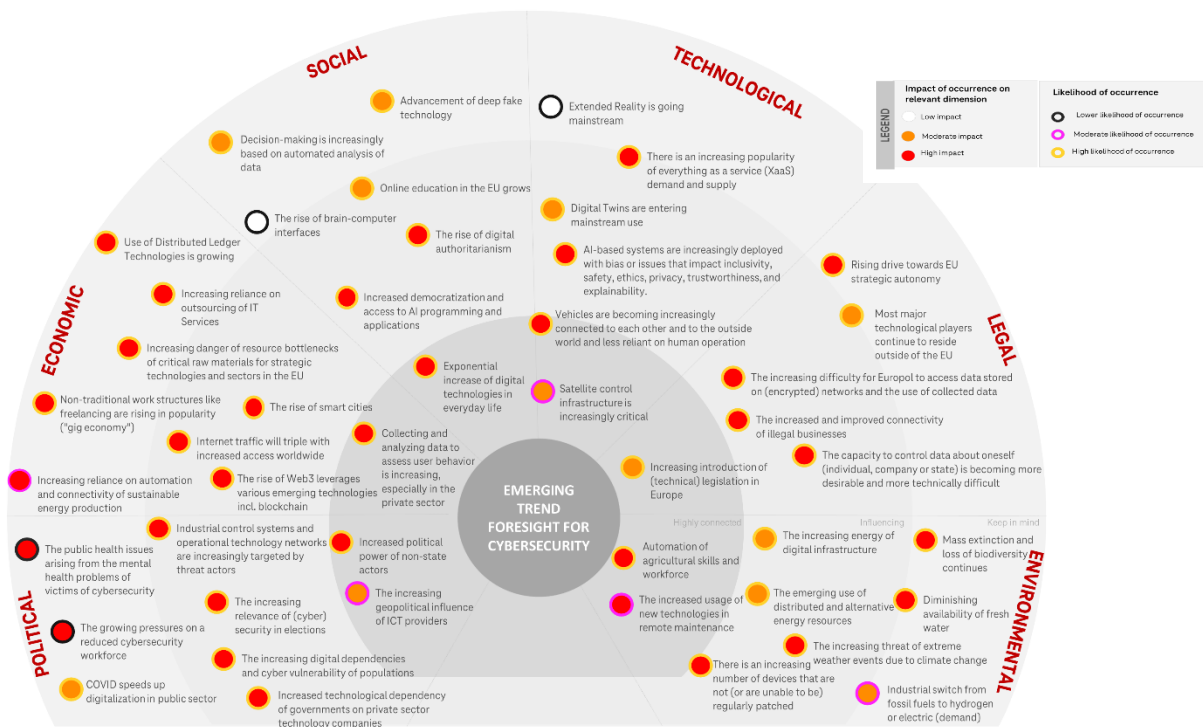 SOCIAL
TECHNOLOGICAL
LEGEND
Impact of occurrence on
relevant dimension
Low impact
Moderate impact
High impact
Likelihood of occurrence
Lower likelihood of occurrence
Moderate likelihood of occurrence
High likelihood of occurrence
Advancement of deep fake
technology
Extended Reality is going
mainstream
Decision-making is increasingly
based on automated analysis of
data
There is an increasing popularity
of everything as a service (XaaS)
demand and supply
Online education in the EU grows
Digital Twins are entering
mainstream use
The rise of brain-computer
interfaces
The rise of digital
authoritarianism
Use of Distributed Ledger
Technologies is growing
AI-based systems are increasingly deployed
with bias or issues that impact inclusivity,
safety, ethics, privacy, trustworthiness, and
explainability.
Rising drive towards EU
strategic autonomy
ECONOMIC
Increasing reliance on
outsourcing of IT
Services
Increased democratization and
access to AI programming and
applications
Vehicles are becoming increasingly
connected to each other and to the outside
world and less reliant on human operation
Most major
technological players
continue to reside
outside of the EU
LEGAL
Increasing danger of resource bottlenecks
of critical raw materials for strategic
technologies and sectors in the EU
Exponential
increase of digital
technologies in
everyday life
Satellite control
infrastructure is
increasingly critical
The increasing difficulty for Europol to access data stored
on (encrypted) networks and the use of collected data
Non-traditional work structures like
freelancing are rising in popularity
("gig economy")
The rise of smart cities
The increased and improved connectivity
of illegal businesses
Internet traffic will triple with
increased access worldwide
Collecting and
analyzing data to
assess user behavior
is increasing,
especially in the
private sector
The capacity to control data about oneself
(individual, company or state) is becoming more
desirable and more technically difficult
Increasing reliance on automation
and connectivity of sustainable
energy production
The rise of Web3 leverages
various emerging technologies
incl. blockchain
Increasing introduction of
(technical) legislation in
Europe
EMERGING
TREND
FORESIGHT FOR
CYBERSECURITY
Highly connected
Influencing
Keep in mind
Industrial control systems and
operational technology networks
are increasingly targeted by
threat actors
Increased political
power of non-state
actors
The increasing energy of
digital infrastructure
Mass extinction and
loss of biodiversity
continues
The public health issues
arising from the mental
health problems of
victims of cybersecurity
Automation of
agricultural skills and
workforce
POLITICAL
The increasing
geopolitical influence
of ICT providers
The increased usage of
new technologies in
remote maintenance
The emerging use of
distributed and alternative
energy resources
Diminishing
availability of fresh
water
ENVIRONMENTAL
The increasing
relevance of (cyber)
security in elections
The growing pressures on a
reduced cybersecurity
workforce
The increasing threat of extreme
weather events due to climate change
The increasing digital dependencies
and cyber vulnerability of populations
There is an increasing
number of devices that are
not (or are unable to be)
regularly patched
COVID speeds up
digitalization in public sector
Increased technological dependency
of governments on private sector
technology companies
Industrial switch from
fossil fuels to hydrogen
or electric (demand)